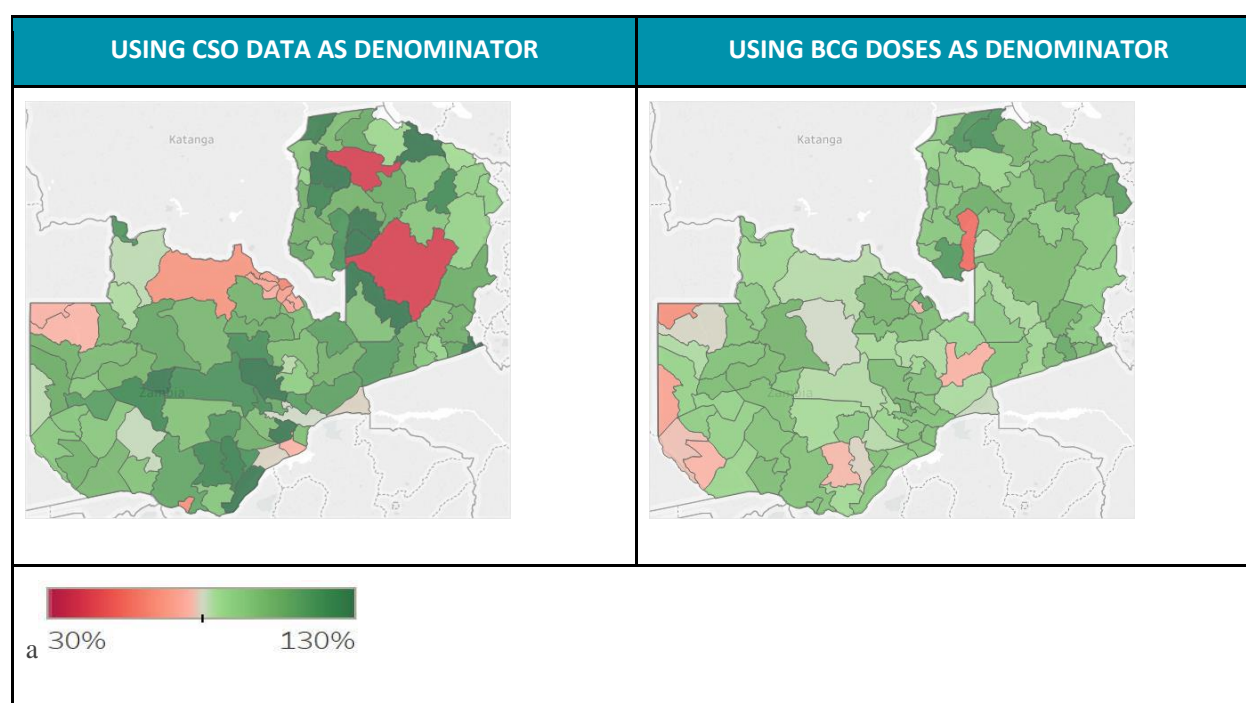 USING CSO DATA AS DENOMINATOR
USING BCG DOSES AS DENOMINATOR
Katanga
Zambia
Katanga
Zambia
30%
130%
a